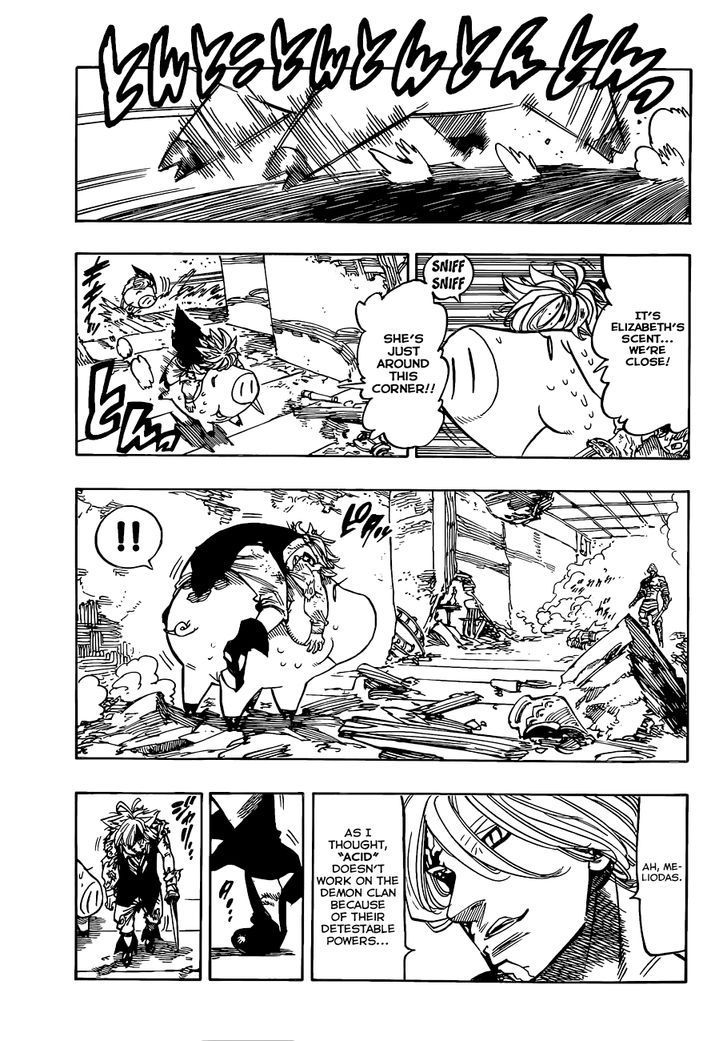 IT'S
ELIZABETH'S
SCENT...
WE'RE
CLOSE!
SNIFF
SNIFF
SHE'S
JUST
AROUND
THIS
CORNER!!
!!
AH, ME-
LIODAS.
AS I
THOUGHT,
"ACID"
DOESN'T
WORK ON THE
DEMON CLAN
BECAUSE
OF THEIR
DETESTABLE
POWERS...